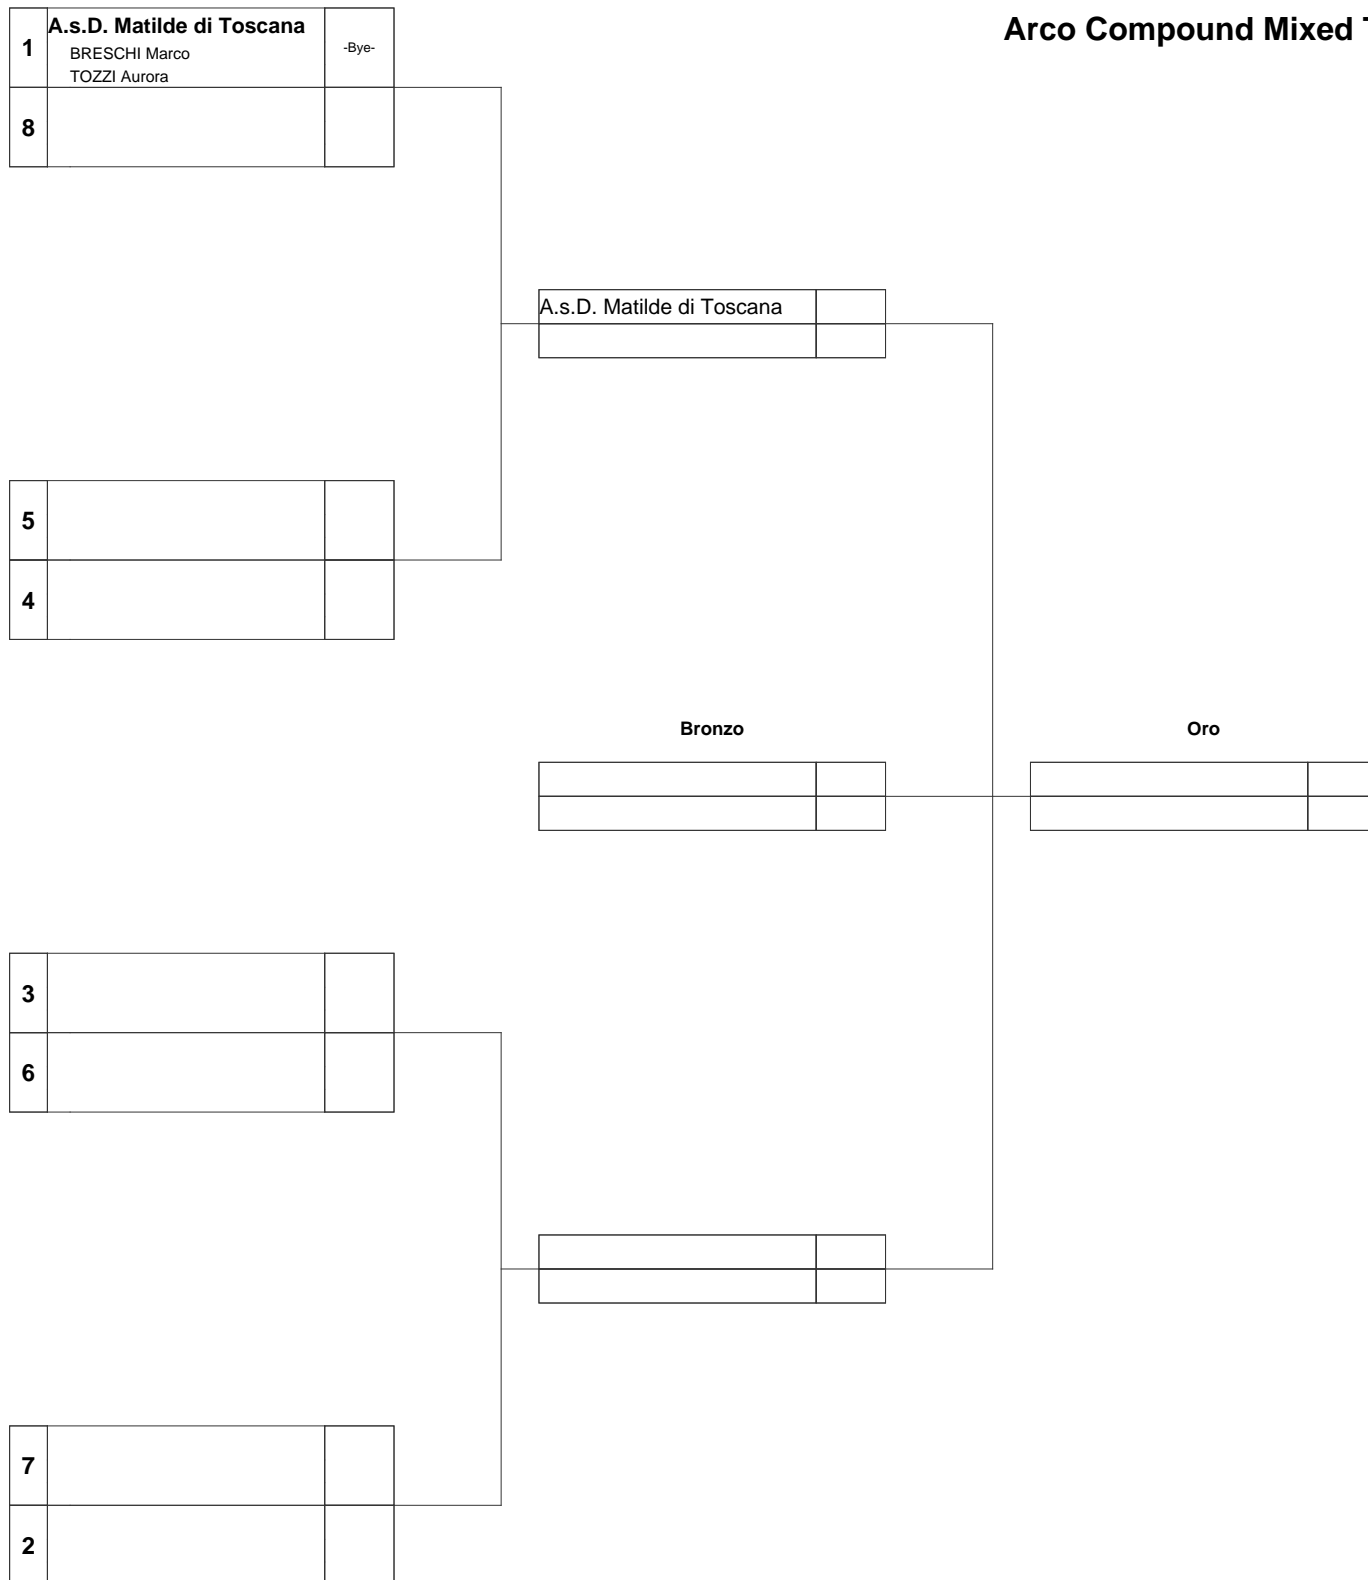 Arco Compound Mixed T
1
A.s.D. Matilde di Toscana
-Bye-
BRESCHI Marco
TOZZI Aurora
8
A.s.D. Matilde di Toscana
5
4
Bronzo
Oro
3
6
7
2